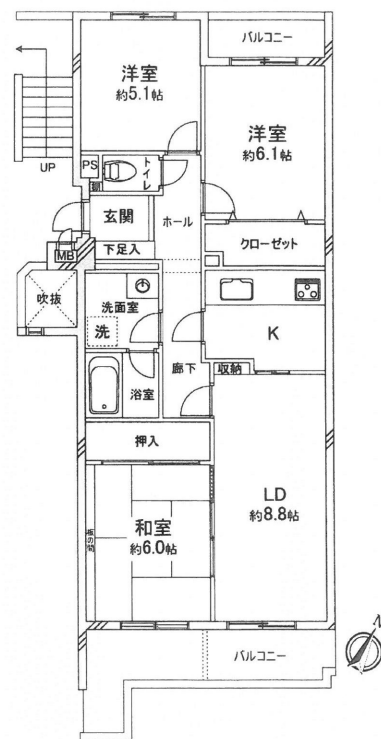 バルコニー
洋室
約5.1帖
洋室
約6.1帖
UP
PS
トイレ
玄関
ホール
下足入
MB
クローゼット
吹抜
洗面室
洗
K
浴室
廊下
収納
押入
LD
約8.8帖
和室
約6.0帖
板の間
バルコニー
N